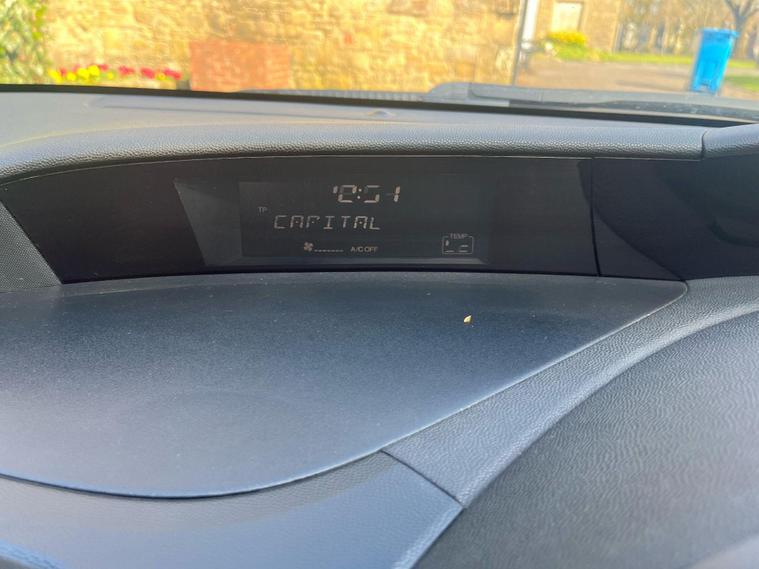 12:51
TP
CAPITAL
A/C OFF
TEMP